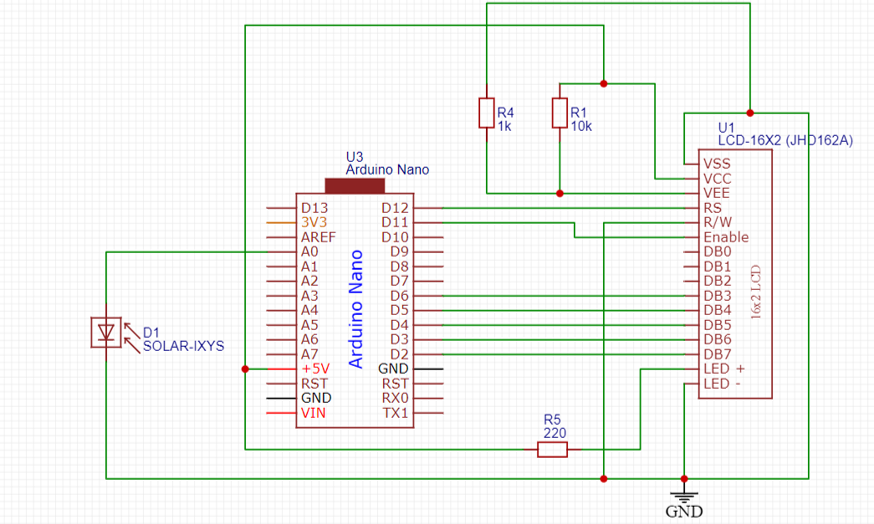 R4
1k
R1
10k
U1
LCD-16X2 (JHD162A)
U3
Arduino Nano
VSS
VCC
VEE
RS
R/W
Enable
DB0
DB1
DB2
DB3
DB4
DB5
DB6
DB7
LED +
LED -
16x2 LCD
D13
3V3
AREF
A0
A1
A2
A3
A4
A5
A6
A7
+5V
RST
GND
VIN
Arduino Nano
D12
D11
D10
D9
D8
D7
D6
D5
D4
D3
D2
GND
RST
RX0
TX1
D1
SOLAR-IXYS
R5
220
GND